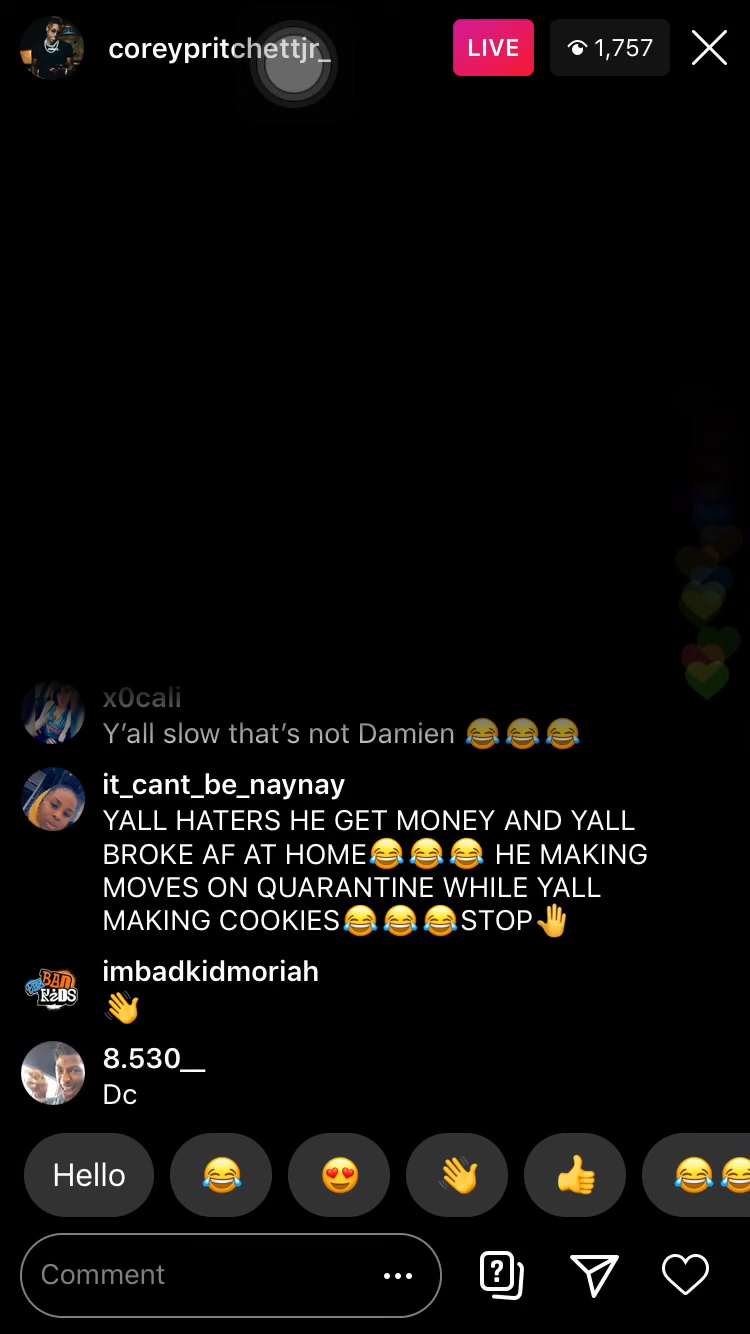 coreypritchettjr_
LIVE
1,757
x0cali
Y’all slow that’s not Damien 😂😂😂
it_cant_be_naynay
YALL HATERS HE GET MONEY AND YALL
BROKE AF AT HOME😂😂😂 HE MAKING
MOVES ON QUARANTINE WHILE YALL
MAKING COOKIES😂😂😂STOP🤚
BAD KIDS
imbadkidmoriah
👋
8.530__
Dc
Hello 😂 😍 👋 👍 😂😂
Comment